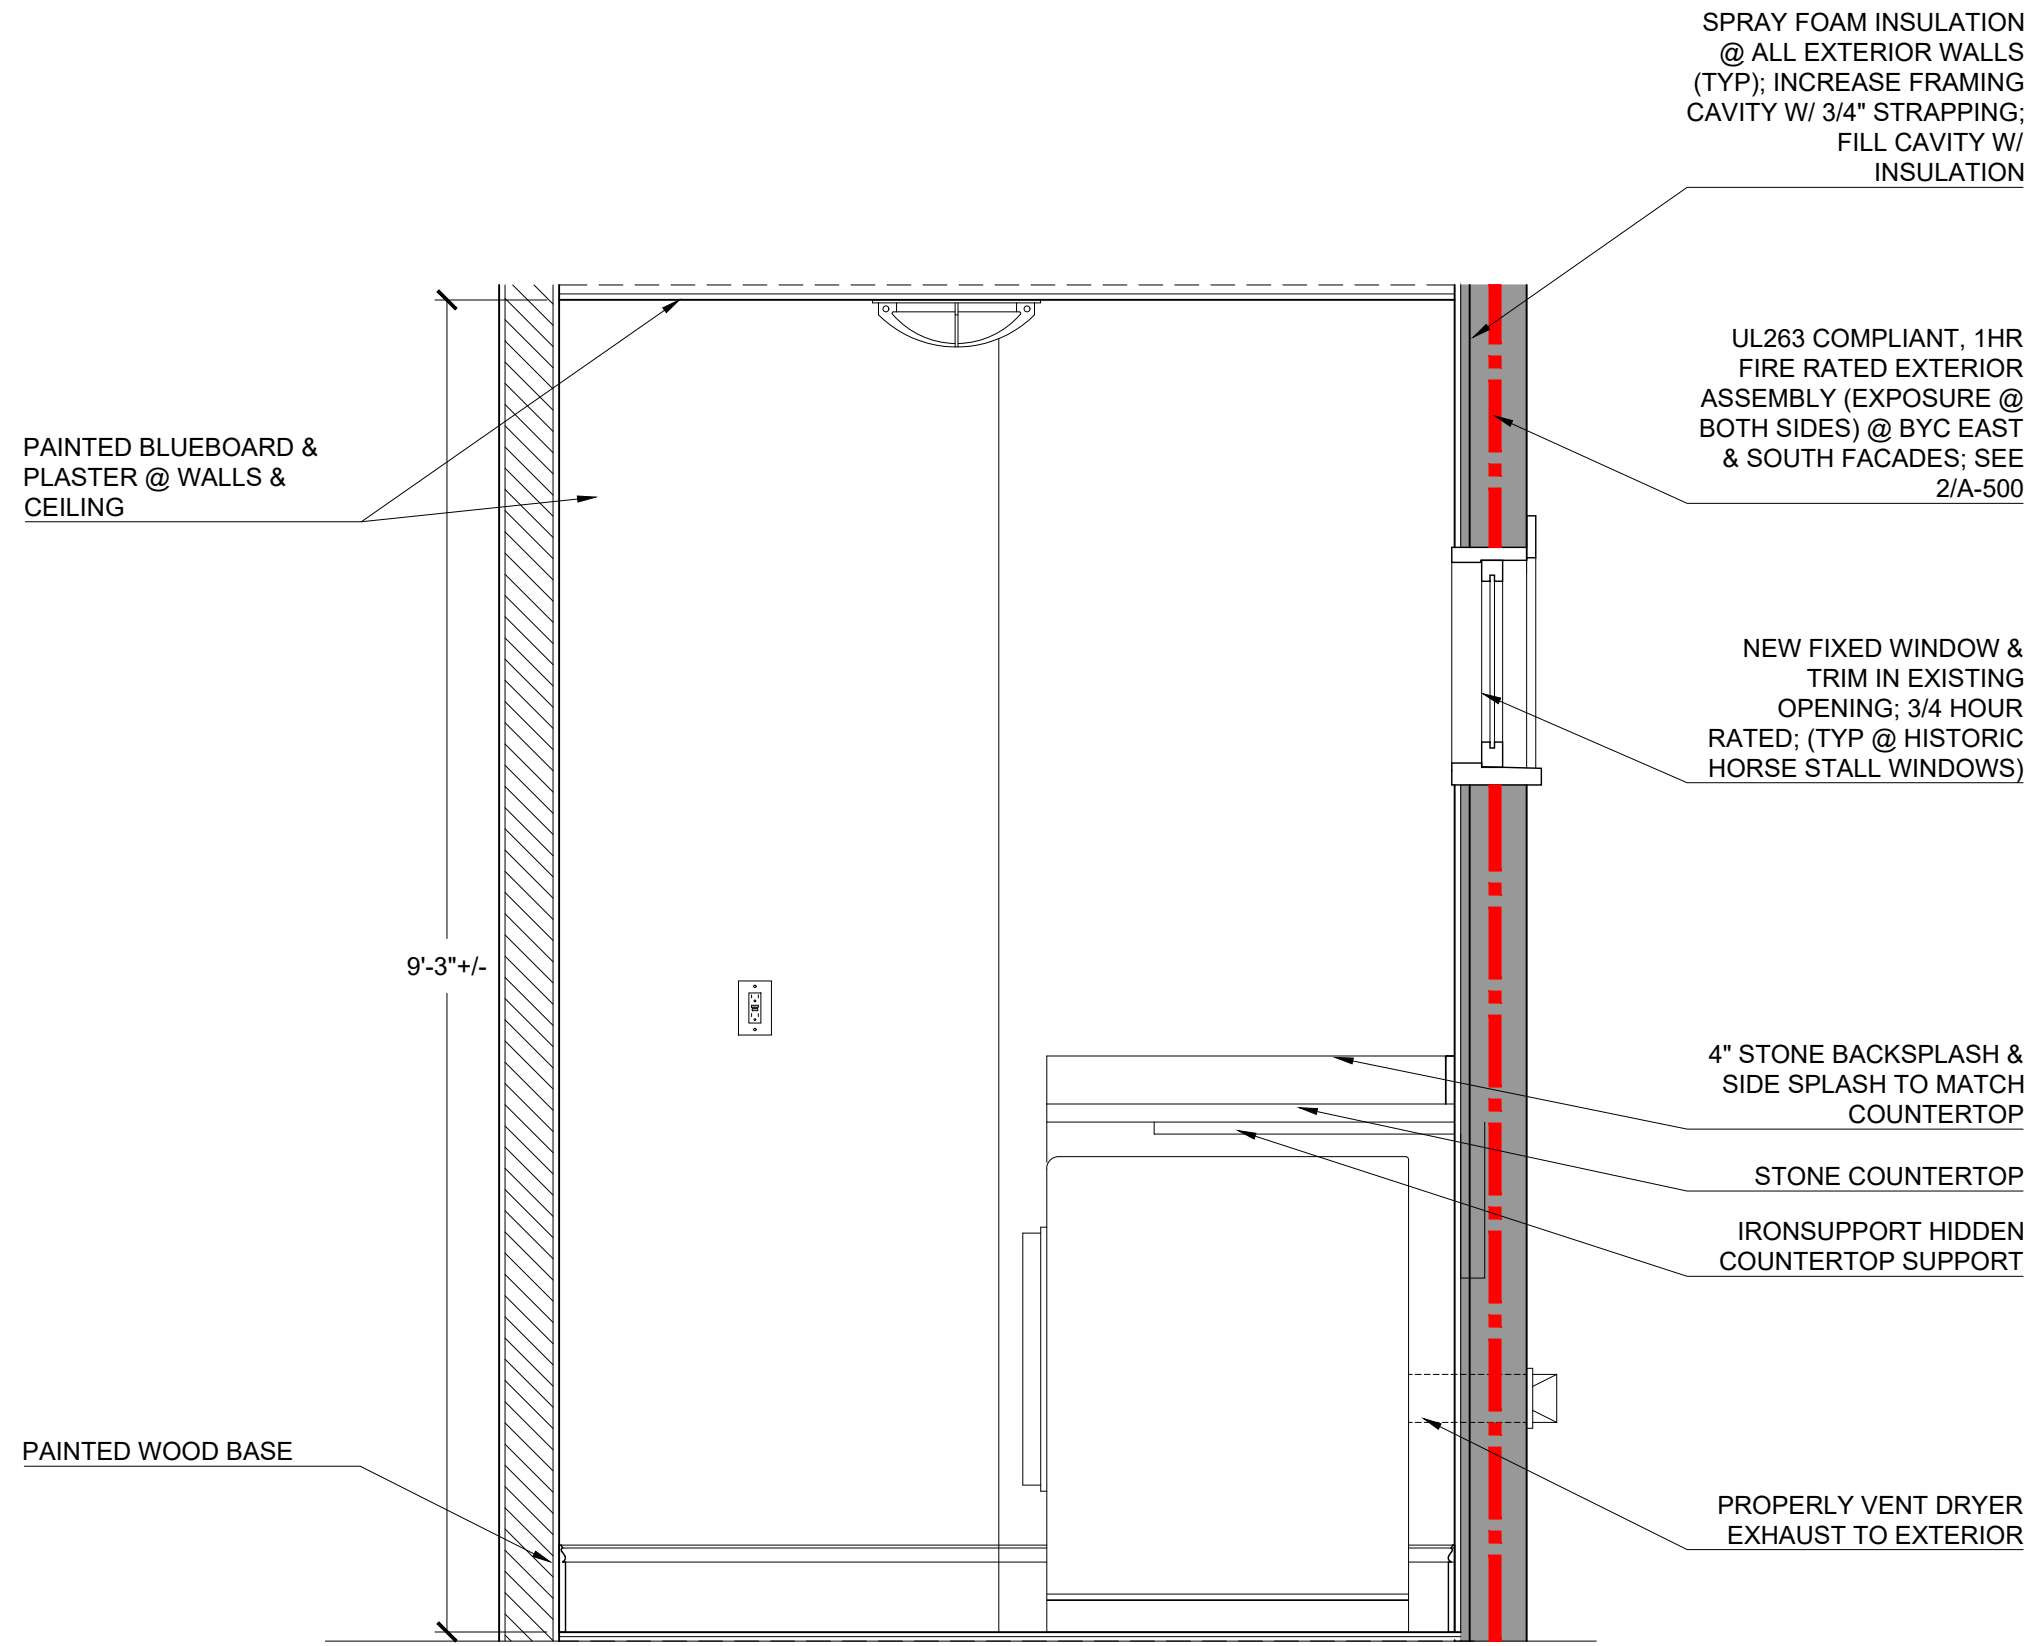 SPRAY FOAM INSULATION
@ ALL EXTERIOR WALLS
(TYP); INCREASE FRAMING
CAVITY W/ 3/4" STRAPPING;
FILL CAVITY W/
INSULATION
UL263 COMPLIANT, 1HR
FIRE RATED EXTERIOR
ASSEMBLY (EXPOSURE @
BOTH SIDES) @ BYC EAST
& SOUTH FACADES; SEE
2/A-500
PAINTED BLUEBOARD &
PLASTER @ WALLS &
CEILING
NEW FIXED WINDOW &
TRIM IN EXISTING
OPENING; 3/4 HOUR
RATED; (TYP @ HISTORIC
HORSE STALL WINDOWS)
9'-3"+/-
4" STONE BACKSPLASH &
SIDE SPLASH TO MATCH
COUNTERTOP
STONE COUNTERTOP
IRONSUPPORT HIDDEN
COUNTERTOP SUPPORT
PAINTED WOOD BASE
PROPERLY VENT DRYER
EXHAUST TO EXTERIOR